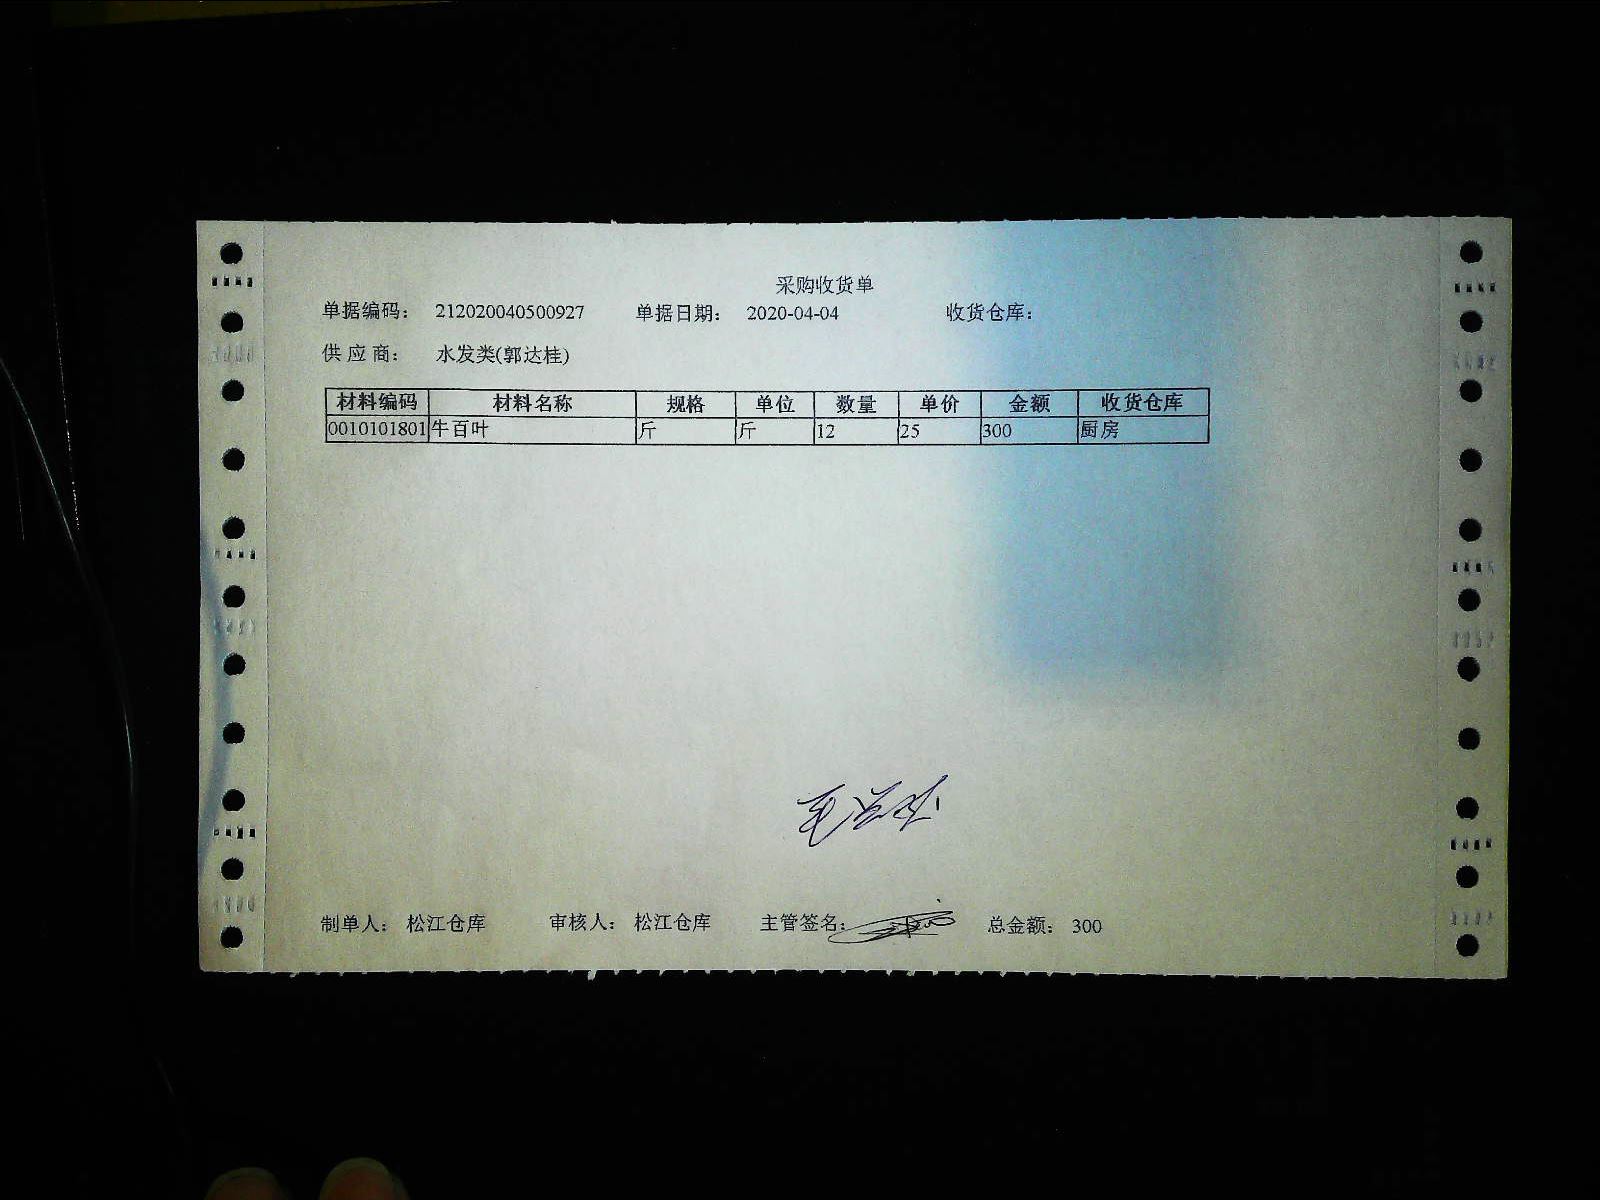 采购收货单
单据编码： 212020040500927 单据日期： 2020-04-04 收货仓库：
供 应 商： 水发类(郭达桂)
材料编码 材料名称 规格 单位 数量 单价 金额 收货仓库
0010101801 牛百叶 斤 斤 12 25 300 厨房
制单人： 松江仓库 审核人： 松江仓库 主管签名： 总金额： 300